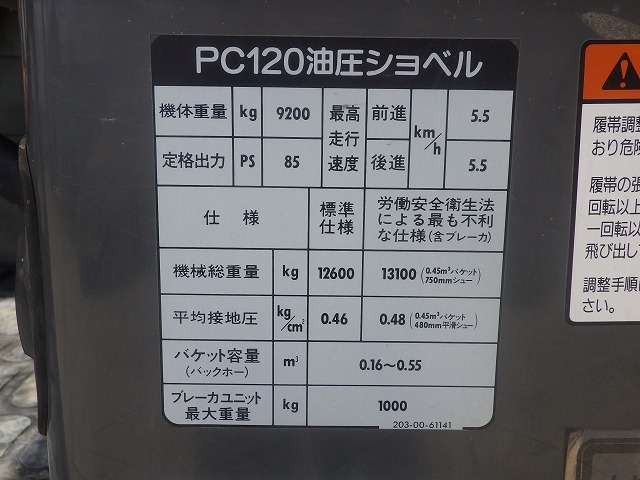 PC120油圧ショベル
機体重量 kg 9200 最高走行速度 前進 km/h 5.5
定格出力 PS 85 後進 5.5
仕様 標準仕様 労働安全衛生法による最も不利な仕様(含ブレーカ)
機械総重量 kg 12600 13100 (0.45m³バケット 750mmシュー)
平均接地圧 kg/cm² 0.46 0.48 (0.45m³バケット 480mm平滑シュー)
バケット容量(バックホー) m³ 0.16～0.55
ブレーカユニット最大重量 kg 1000
203-00-61141
履帯調整
おり危険
履帯の張
回転以上
一回転以
飛び出して
調整手順
さい。